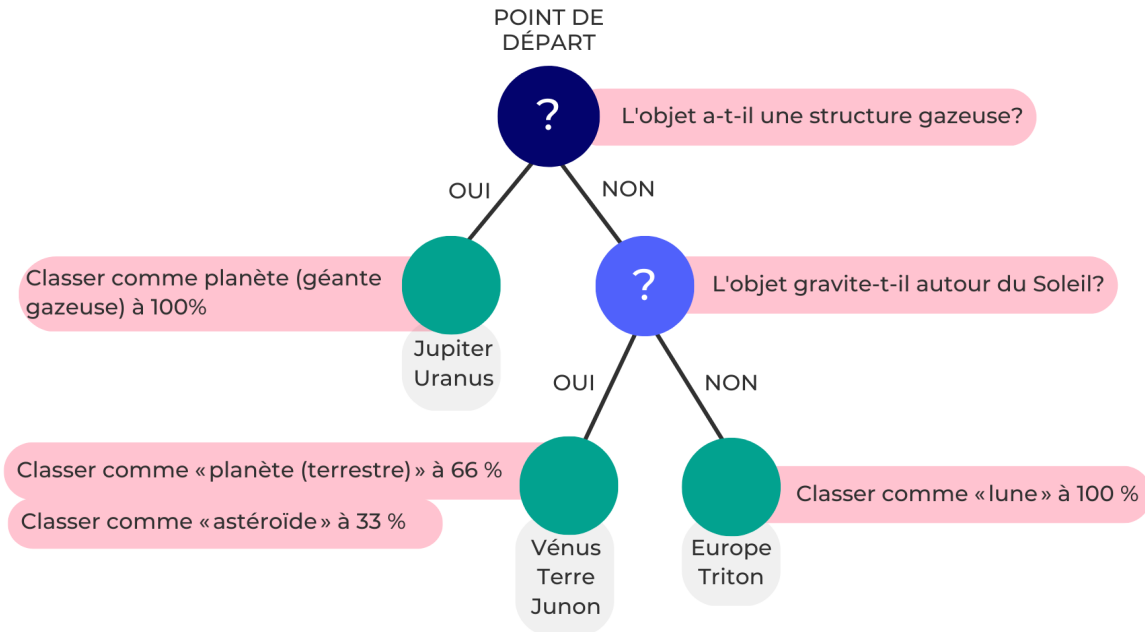 POINT DE
DÉPART
?
L'objet a-t-il une structure gazeuse?
OUI
NON
Classer comme planète (géante
gazeuse) à 100%
Jupiter
Uranus
?
L'objet gravite-t-il autour du Soleil?
OUI
NON
Classer comme «planète (terrestre)» à 66 %
Classer comme «astéroïde» à 33 %
Vénus
Terre
Junon
Classer comme «lune» à 100 %
Europe
Triton